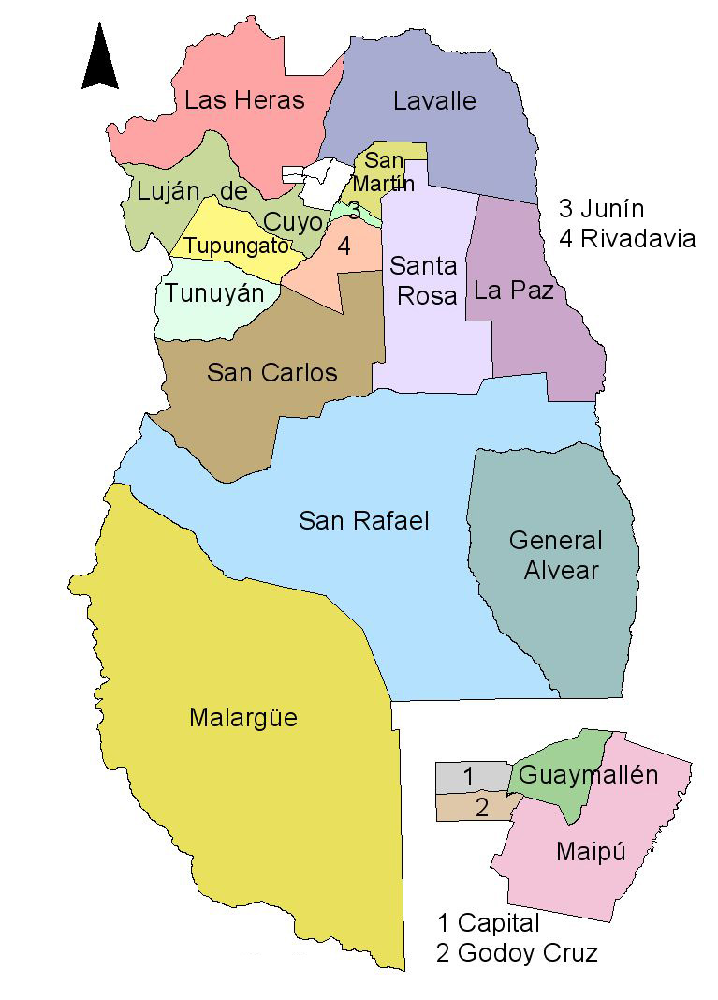 Las Heras
Lavalle
San
Martín
Luján de
Cuyo
3
3 Junín
4 Rivadavia
Tupungato
4
Santa
Rosa
La Paz
Tunuyán
San Carlos
San Rafael
General
Alvear
Malargüe
1
Guaymallén
2
Maipú
1 Capital
2 Godoy Cruz